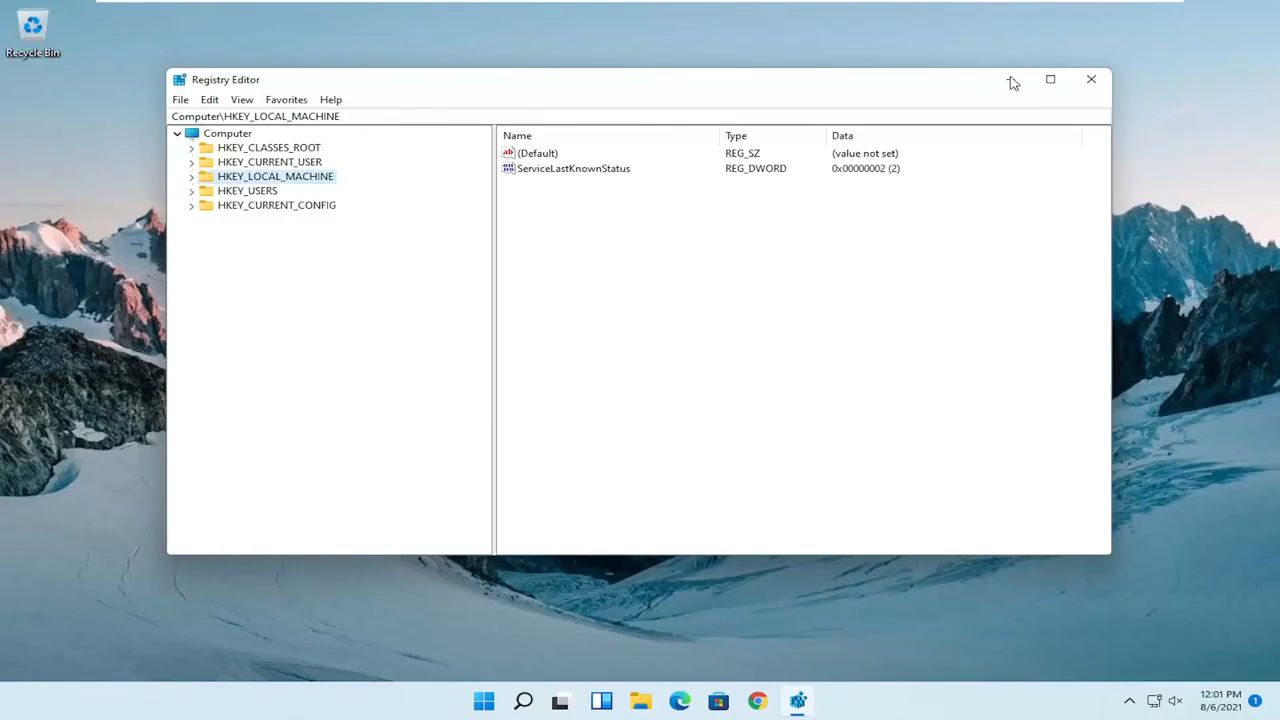 Recycle Bin
Registry Editor
File Edit View Favorites Help
Computer\HKEY_LOCAL_MACHINE
Computer
HKEY_CLASSES_ROOT
HKEY_CURRENT_USER
HKEY_LOCAL_MACHINE
HKEY_USERS
HKEY_CURRENT_CONFIG
Name Type Data
(Default) REG_SZ (value not set)
ServiceLastKnownStatus REG_DWORD 0x00000002 (2)
12:01 PM
8/6/2021
1